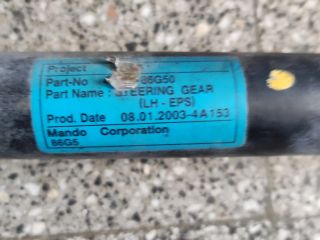 Project
Part-No 86G50
Part Name : STEERING GEAR
(LH - EPS)
Prod. Date 08.01.2003-4A153
Mando Corporation
86G5